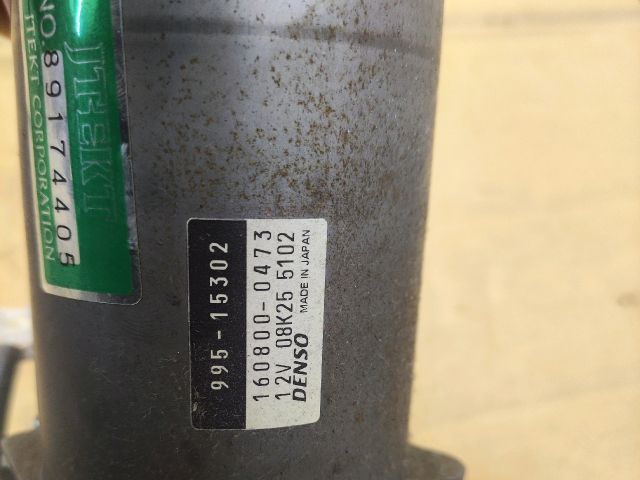 JTEKT
NO 89174405
JTEKT CORPORATION
995-15302
160800-0473
12V 08K25 5102
DENSO MADE IN JAPAN